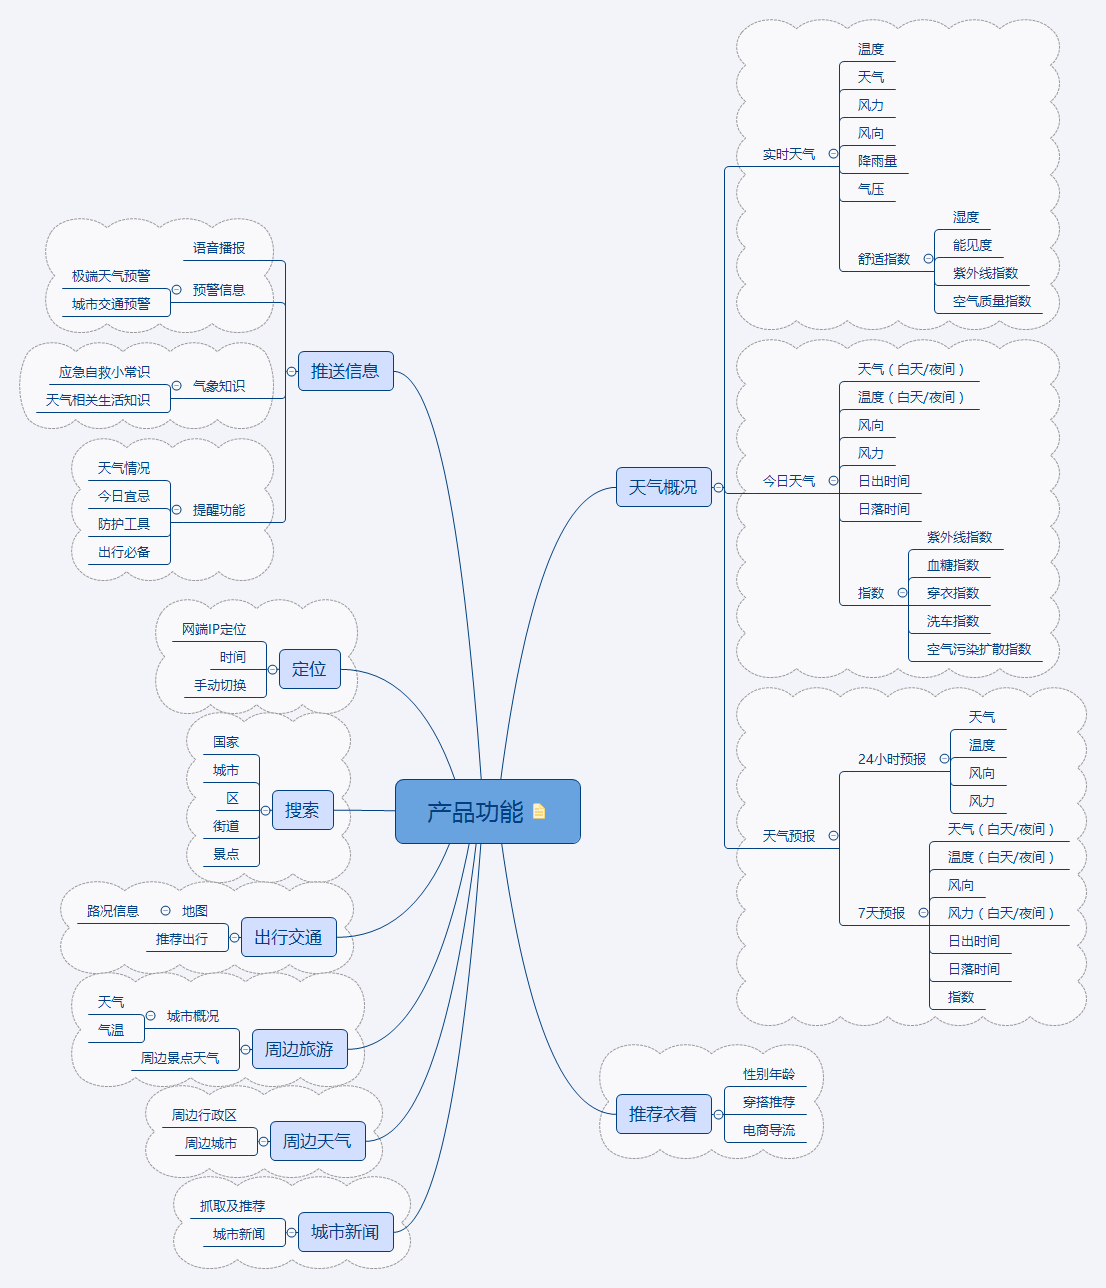 产品功能
天气概况
实时天气
温度
天气
风力
风向
降雨量
气压
舒适指数
湿度
能见度
紫外线指数
空气质量指数
今日天气
天气（白天/夜间）
温度（白天/夜间）
风向
风力
日出时间
日落时间
指数
紫外线指数
血糖指数
穿衣指数
洗车指数
空气污染扩散指数
天气预报
24小时预报
天气
温度
风向
风力
7天预报
天气（白天/夜间）
温度（白天/夜间）
风向
风力（白天/夜间）
日出时间
日落时间
指数
推荐衣着
性别年龄
穿搭推荐
电商导流
推送信息
语音播报
预警信息
极端天气预警
城市交通预警
气象知识
应急自救小常识
天气相关生活知识
提醒功能
天气情况
今日宜忌
防护工具
出行必备
定位
网端IP定位
时间
手动切换
搜索
国家
城市
区
街道
景点
出行交通
地图
路况信息
推荐出行
周边旅游
城市概况
天气
气温
周边景点天气
周边天气
周边行政区
周边城市
城市新闻
抓取及推荐
城市新闻